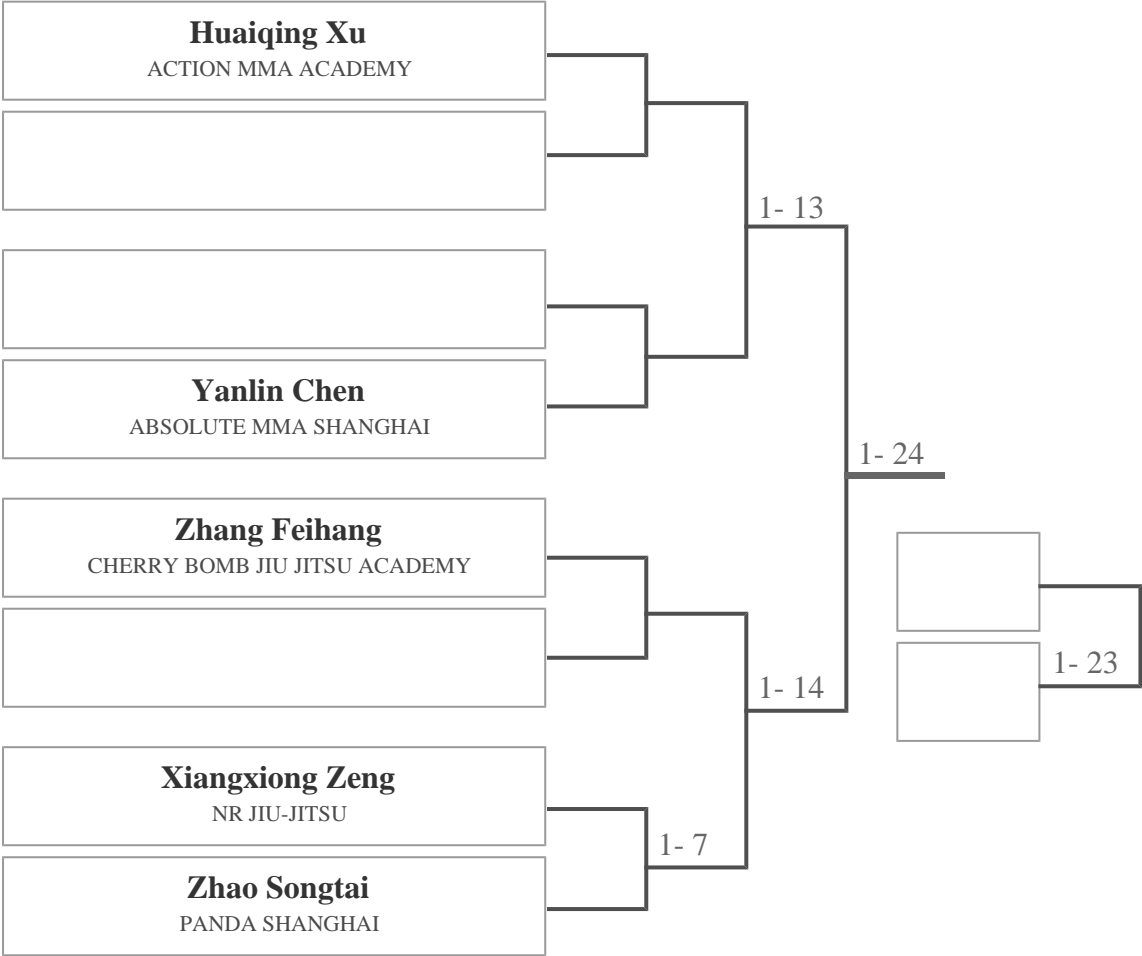 Huaiqing Xu
ACTION MMA ACADEMY
1- 13
Yanlin Chen
ABSOLUTE MMA SHANGHAI
1- 24
Zhang Feihang
CHERRY BOMB JIU JITSU ACADEMY
1- 23
1- 14
Xiangxiong Zeng
NR JIU-JITSU
1- 7
Zhao Songtai
PANDA SHANGHAI